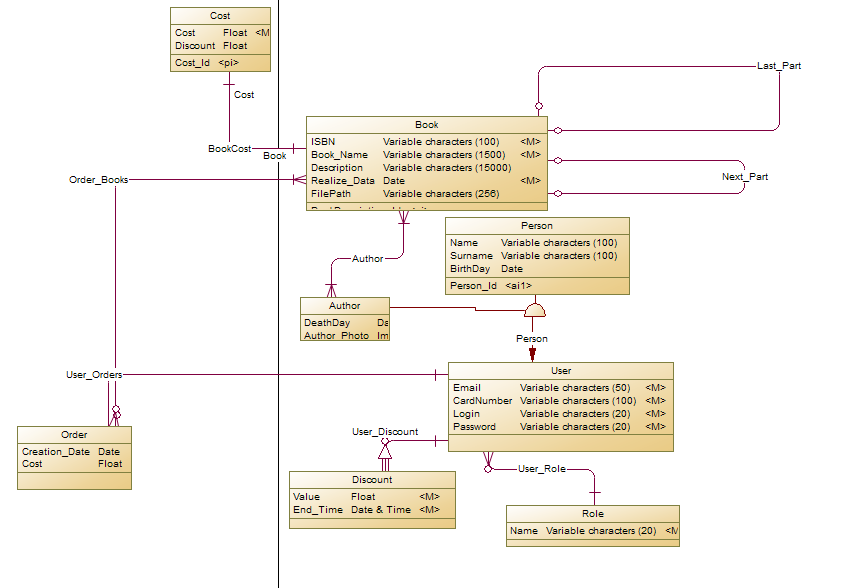 Cost
Cost Float <M
Discount Float
Cost_Id <pi>
Cost
BookCost
Book
Last_Part
Book
ISBN Variable characters (100) <M>
Book_Name Variable characters (1500) <M>
Description Variable characters (15000)
Realize_Data Date <M>
FilePath Variable characters (256)
Next_Part
Order_Books
Person
Name Variable characters (100)
Surname Variable characters (100)
BirthDay Date
Person_Id <ai1>
Author
Author
DeathDay Da
Author_Photo Im
Person
User_Orders
User
Email Variable characters (50) <M>
CardNumber Variable characters (100) <M>
Login Variable characters (20) <M>
Password Variable characters (20) <M>
Order
Creation_Date Date
Cost Float
User_Discount
Discount
Value Float <M>
End_Time Date & Time <M>
User_Role
Role
Name Variable characters (20) <M